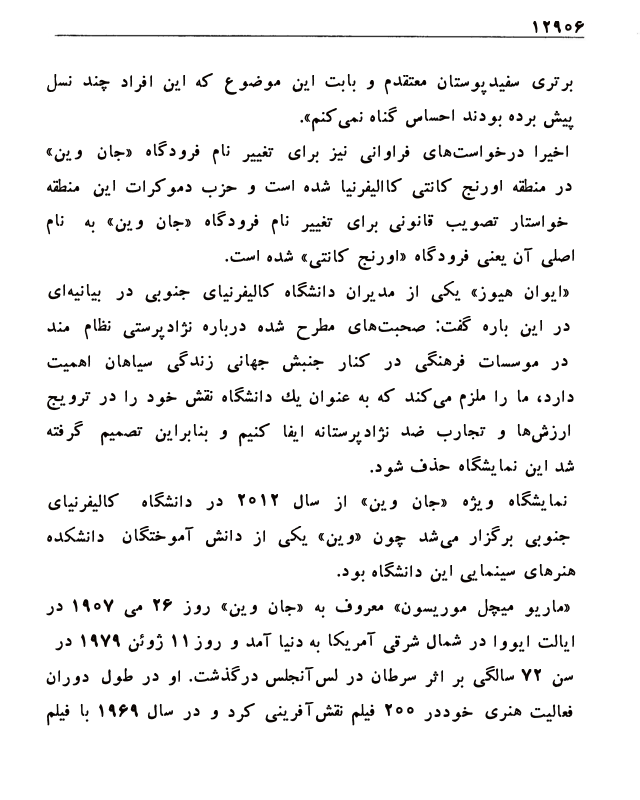 ۱۲۹۰۶
برتری سفیدپوستان معتقدم و بابت این موضوع که این افراد چند نسل
پیش برده بودند احساس گناه نمی‌کنم».
اخیرا درخواست‌های فراوانی نیز برای تغییر نام فرودگاه «جان وین»
در منطقه اورنج کانتی کاالیفرنیا شده است و حزب دموکرات این منطقه
خواستار تصویب قانونی برای تغییر نام فرودگاه «جان وین» به نام
اصلی آن یعنی فرودگاه «اورنج کانتی» شده است.
«ایوان هیوز» یکی از مدیران دانشگاه کالیفرنیای جنوبی در بیانیه‌ای
در این باره گفت: صحبت‌های مطرح شده درباره نژادپرستی نظام مند
در موسسات فرهنگی در کنار جنبش جهانی زندگی سیاهان اهمیت
دارد، ما را ملزم می‌کند که به عنوان یك دانشگاه نقش خود را در ترویج
ارزش‌ها و تجارب ضد نژادپرستانه ایفا کنیم و بنابراین تصمیم گرفته
شد این نمایشگاه حذف شود.
نمایشگاه ویژه «جان وین» از سال ۲۰۱۲ در دانشگاه کالیفرنیای
جنوبی برگزار می‌شد چون «وین» یکی از دانش آموختگان دانشکده
هنرهای سینمایی این دانشگاه بود.
«ماریو میچل موریسون» معروف به «جان وین» روز ۲۶ می ۱۹۰۷ در
ایالت ایووا در شمال شرقی آمریکا به دنیا آمد و روز ۱۱ ژوئن ۱۹۷۹ در
سن ۷۲ سالگی بر اثر سرطان در لس‌آنجلس درگذشت. او در طول دوران
فعالیت هنری خوددر ۲۰۰ فیلم نقش‌آفرینی کرد و در سال ۱۹۶۹ با فیلم